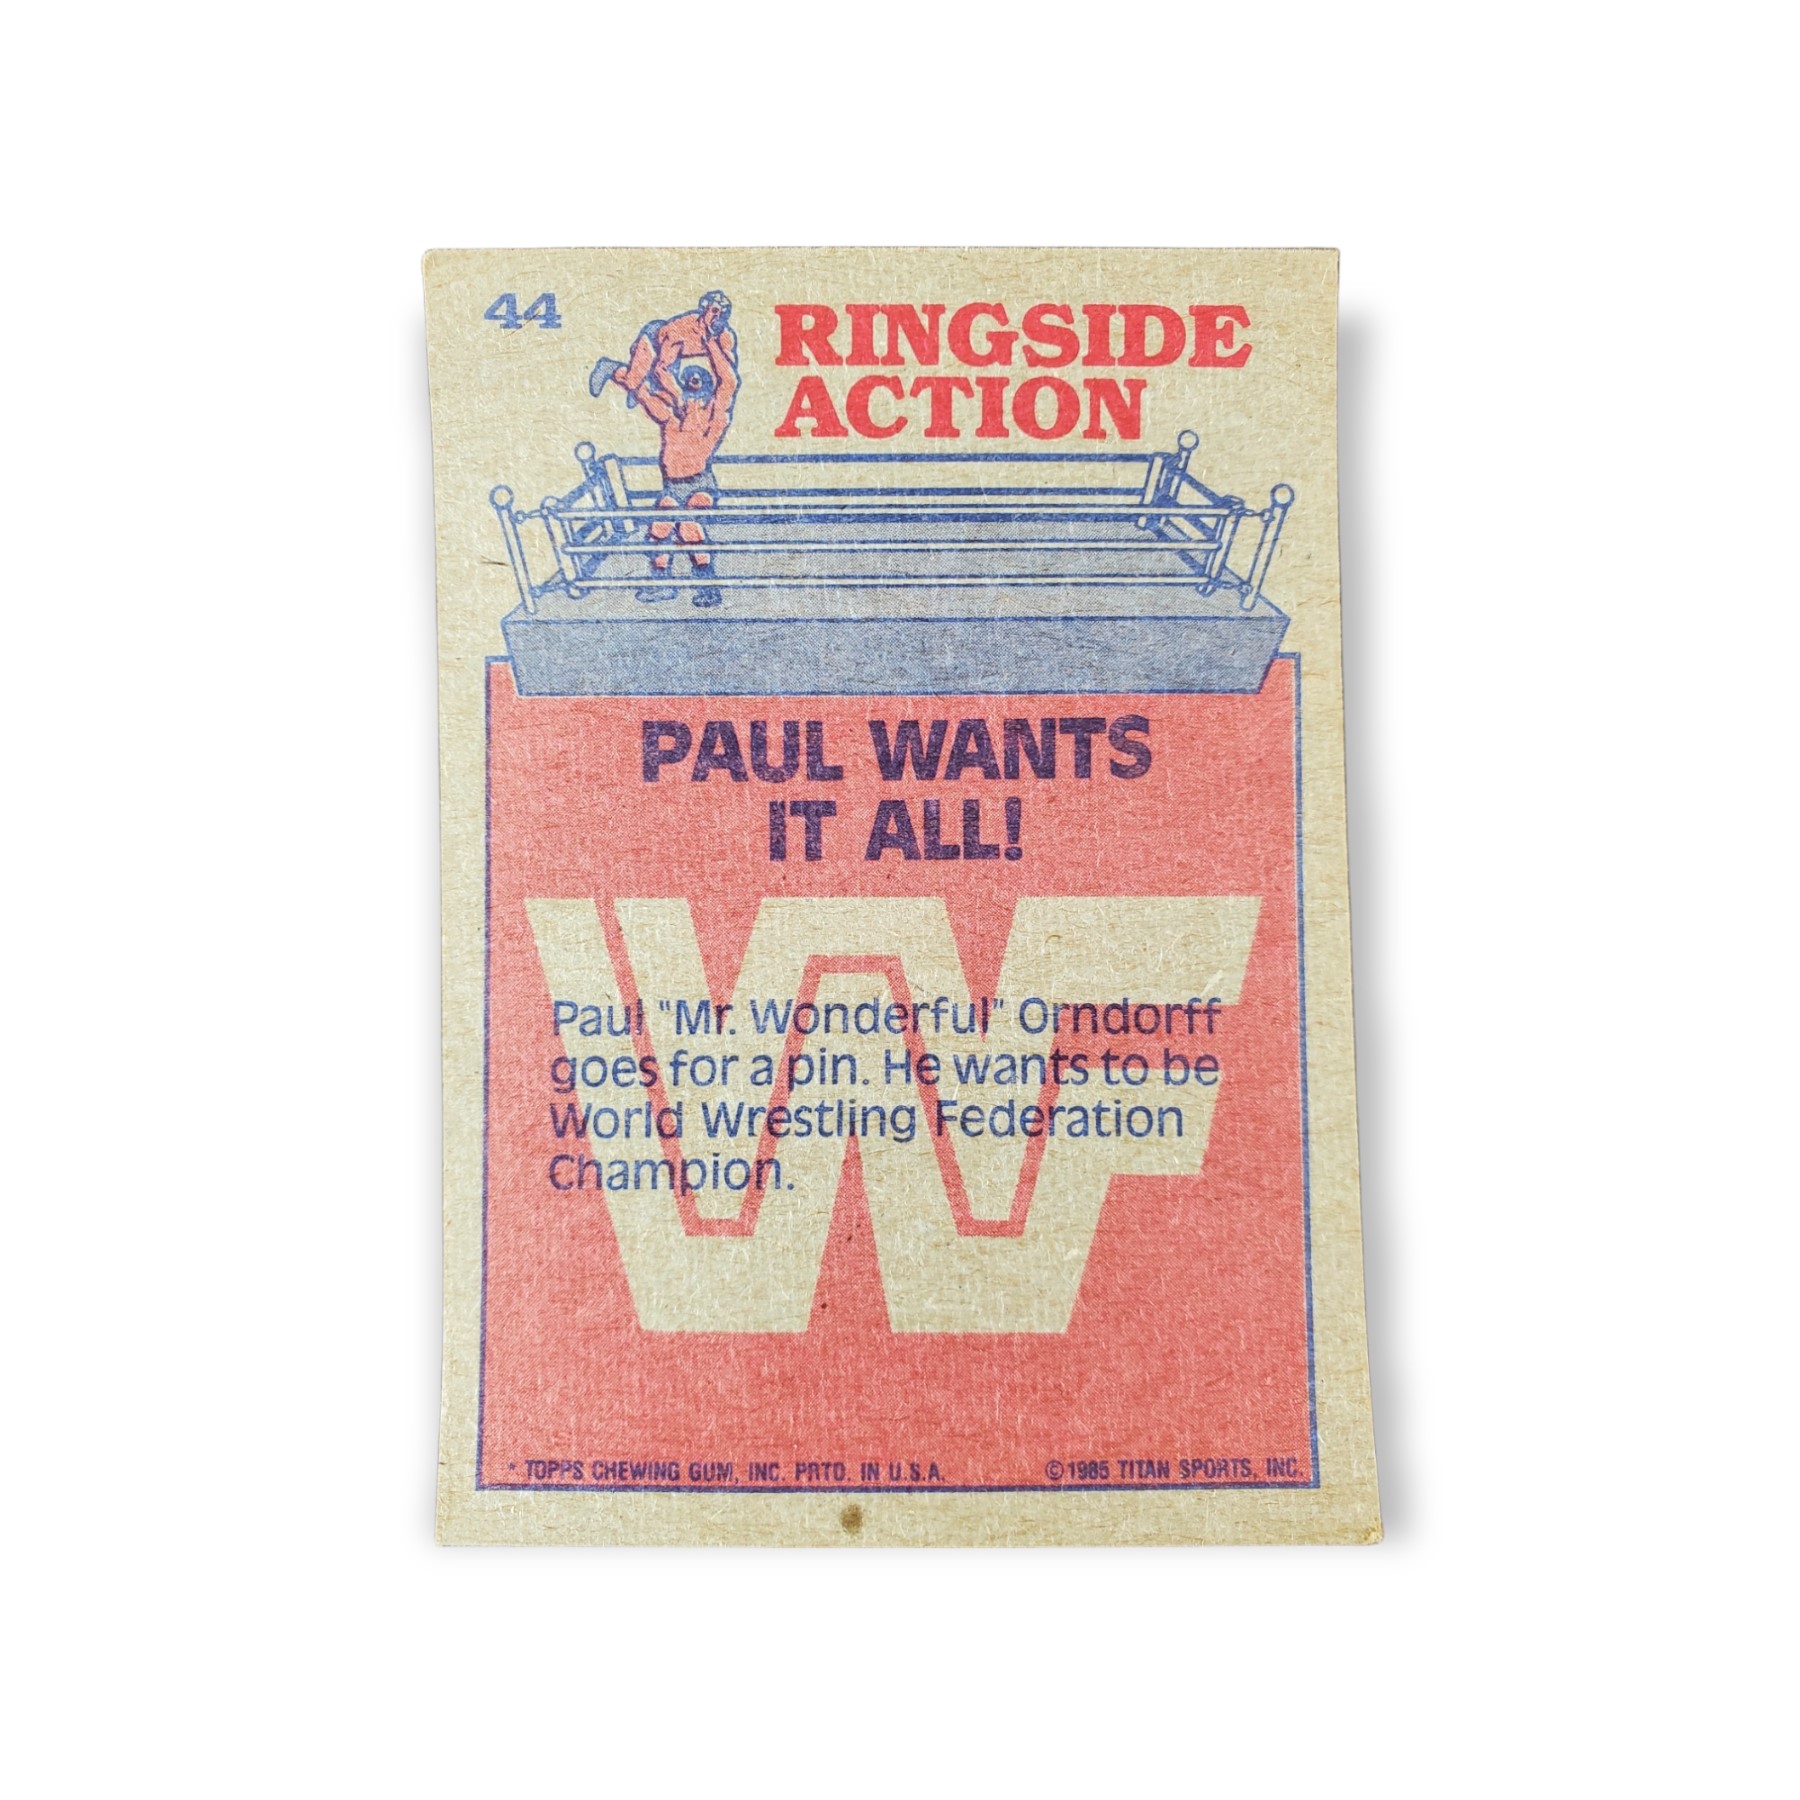 44
RINGSIDE
ACTION
PAUL WANTS
IT ALL!
WF
Paul "Mr. Wonderful" Orndorff
goes for a pin. He wants to be
World Wrestling Federation
Champion.
* TOPPS CHEWING GUM, INC. PRTD. IN U.S.A.
©1985 TITAN SPORTS, INC.